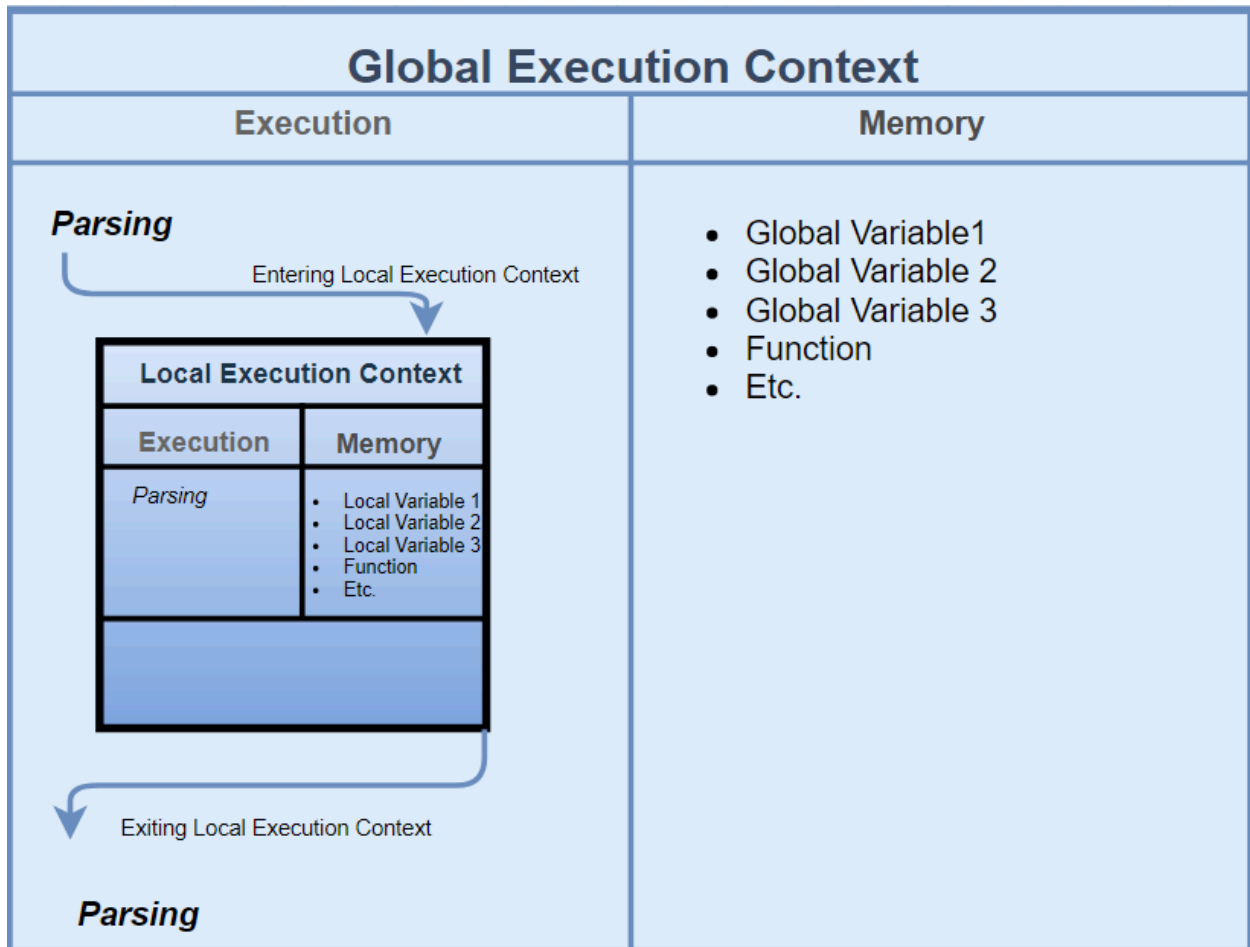 Global Execution Context
Execution
Memory
Parsing
Entering Local Execution Context
Local Execution Context
Execution
Memory
Parsing
• Local Variable 1
• Local Variable 2
• Local Variable 3
• Function
• Etc.
Exiting Local Execution Context
Parsing
• Global Variable1
• Global Variable 2
• Global Variable 3
• Function
• Etc.